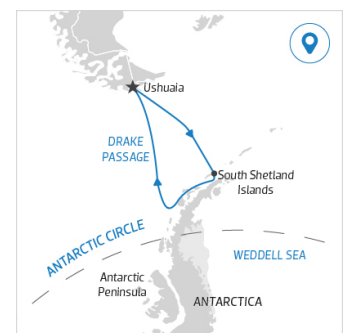 Ushuaia
DRAKE
PASSAGE
South Shetland
Islands
ANTARCTIC CIRCLE
WEDDELL SEA
Antarctic
Peninsula
ANTARCTICA